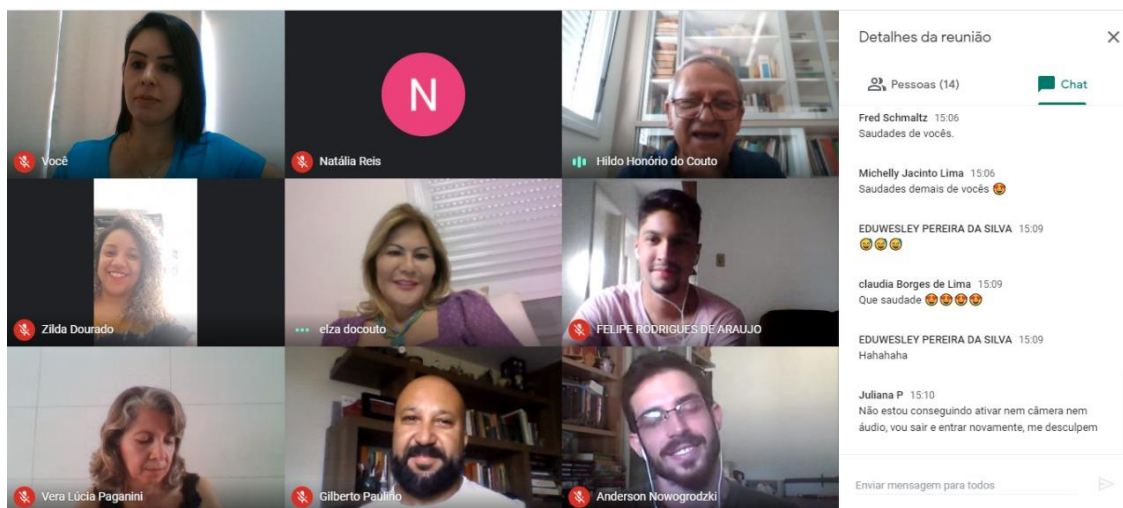 Você
N
Natália Reis
Hildo Honório do Couto
Zilda Dourado
elza docouto
FELIPE RODRIGUES DE ARAUJO
Vera Lúcia Paganini
Gilberto Paulino
Anderson Nowogrodzki
Detalhes da reunião
Pessoas (14)
Chat
Fred Schmaltz 15:06
Saudades de vocês.
Michelly Jacinto Lima 15:06
Saudades demais de vocês 🤩
EDUWESLEY PEREIRA DA SILVA 15:09
😅😅😅
claudia Borges de Lima 15:09
Que saudade 🤩🤩🤩🤩
EDUWESLEY PEREIRA DA SILVA 15:09
Hahahaha
Juliana P 15:10
Não estou conseguindo ativar nem câmera nem
áudio, vou sair e entrar novamente, me desculpem
Enviar mensagem para todos